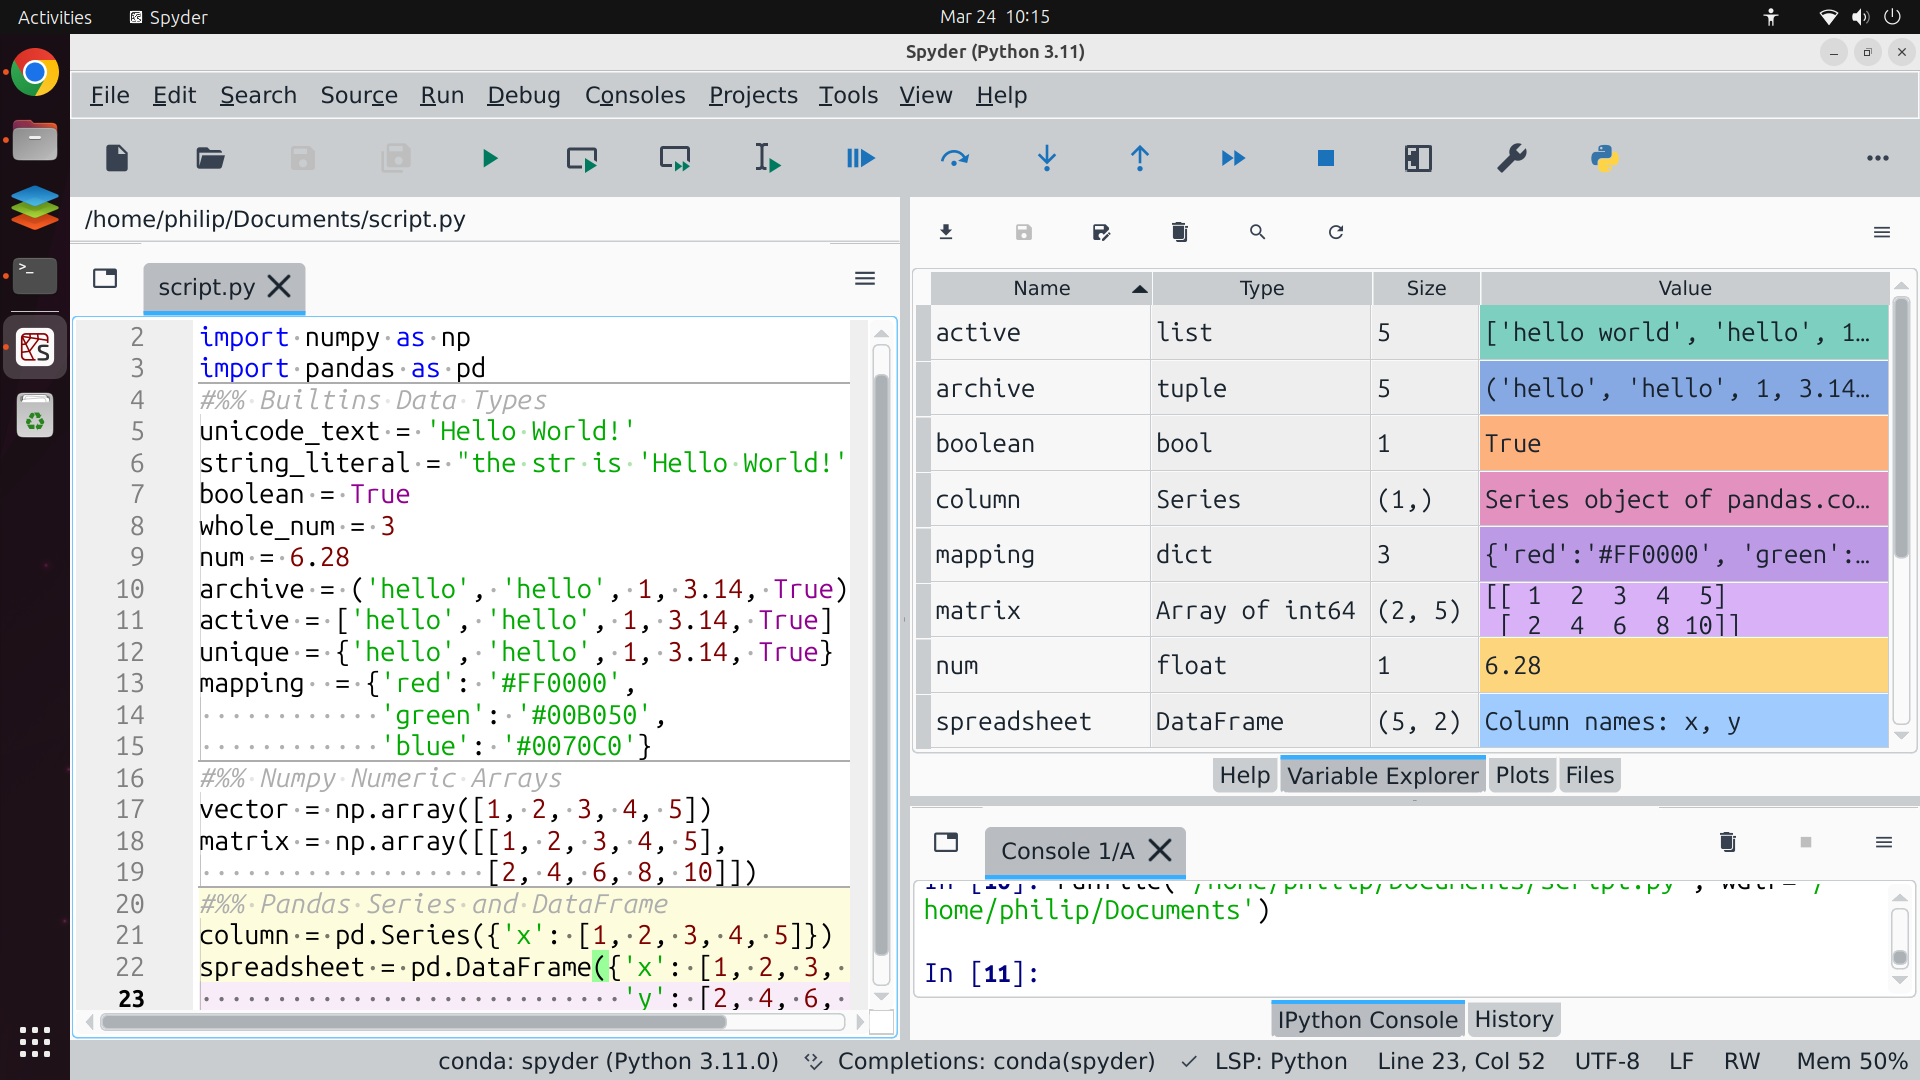 Activities Spyder Mar 24 10:15
Spyder (Python 3.11)
File Edit Search Source Run Debug Consoles Projects Tools View Help
/home/philip/Documents/script.py
script.py
2 import numpy as np
3 import pandas as pd
4 #%% Builtins Data Types
5 unicode_text = 'Hello World!'
6 string_literal = "the str is 'Hello World!'
7 boolean = True
8 whole_num = 3
9 num = 6.28
10 archive = ('hello', 'hello', 1, 3.14, True)
11 active = ['hello', 'hello', 1, 3.14, True]
12 unique = {'hello', 'hello', 1, 3.14, True}
13 mapping  = {'red': '#FF0000',
14             'green': '#00B050',
15             'blue': '#0070C0'}
16 #%% Numpy Numeric Arrays
17 vector = np.array([1, 2, 3, 4, 5])
18 matrix = np.array([[1, 2, 3, 4, 5],
19                    [2, 4, 6, 8, 10]])
20 #%% Pandas Series and DataFrame
21 column = pd.Series({'x': [1, 2, 3, 4, 5]})
22 spreadsheet = pd.DataFrame({'x': [1, 2, 3,
23                             'y': [2, 4, 6,
Name Type Size Value
active list 5 ['hello world', 'hello', 1…
archive tuple 5 ('hello', 'hello', 1, 3.14…
boolean bool 1 True
column Series (1,) Series object of pandas.co…
mapping dict 3 {'red':'#FF0000', 'green':…
matrix Array of int64 (2, 5) [[ 1  2  3  4  5]
[ 2  4  6  8 10]]
num float 1 6.28
spreadsheet DataFrame (5, 2) Column names: x, y
Help Variable Explorer Plots Files
Console 1/A
In [10]: runfile('/home/philip/Documents/script.py', wdir='/
home/philip/Documents')
In [11]:
IPython Console History
conda: spyder (Python 3.11.0) Completions: conda(spyder) LSP: Python Line 23, Col 52 UTF-8 LF RW Mem 50%